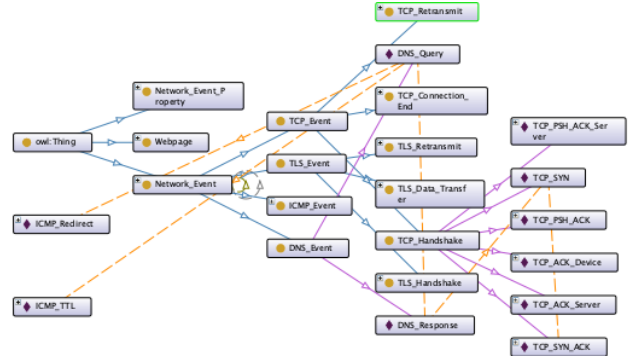 TCP_Retransmit
DNS_Query
Network_Event_P
roperty
TCP_Connection_
End
TCP_Event
TCP_PSH_ACK_Ser
ver
owl:Thing
Webpage
TLS_Retransmit
TLS_Event
Network_Event
TLS_Data_Transf
er
TCP_SYN
ICMP_Event
ICMP_Redirect
TCP_PSH_ACK
DNS_Event
TCP_Handshake
TCP_ACK_Device
TLS_Handshake
ICMP_TTL
TCP_ACK_Server
DNS_Response
TCP_SYN_ACK